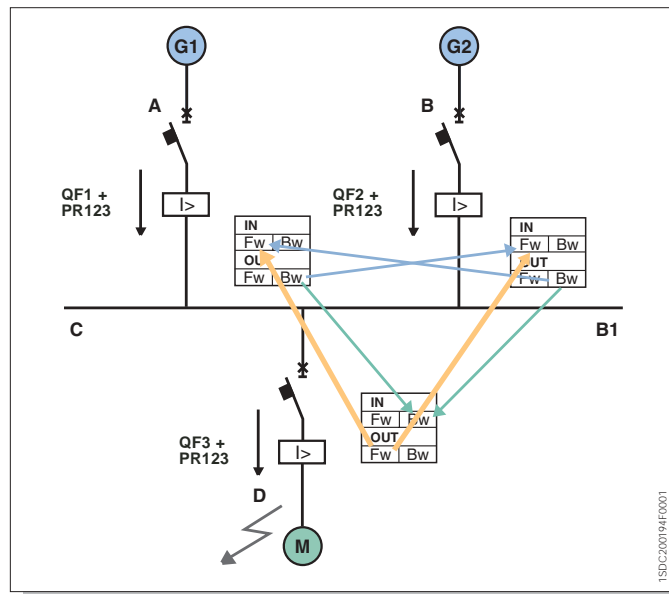 G1
G2
A
B
QF1 +
PR123
I>
QF2 +
PR123
I>
IN
Fw Bw
OUT
Fw Bw
IN
Fw Bw
OUT
Fw Bw
C
B1
IN
Fw Bw
OUT
Fw Bw
QF3 +
PR123
I>
D
M
1SDC200194F0001